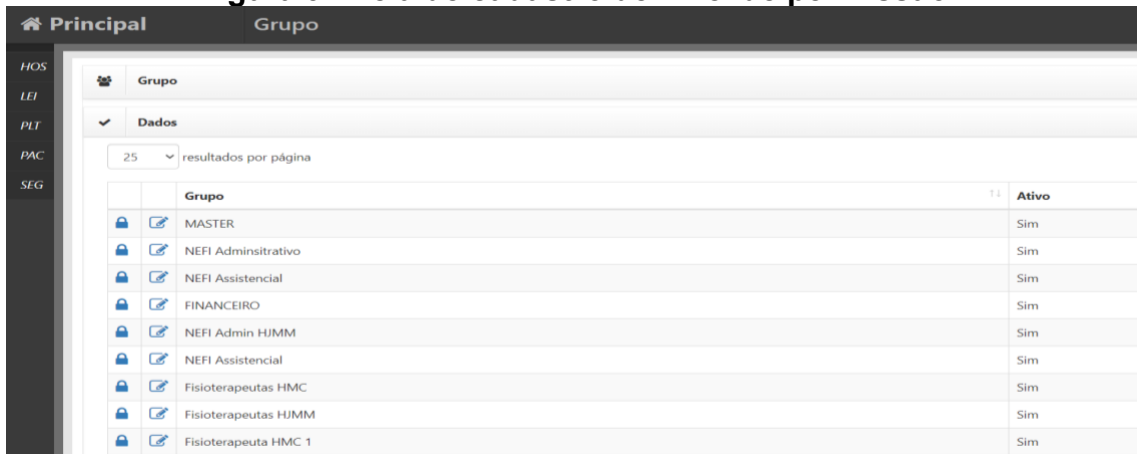 Principal Grupo
HOS
LEI
PLT
PAC
SEG
Grupo
Dados
25 resultados por página
Grupo Ativo
MASTER Sim
NEFI Adminsitrativo Sim
NEFI Assistencial Sim
FINANCEIRO Sim
NEFI Admin HJMM Sim
NEFI Assistencial Sim
Fisioterapeutas HMC Sim
Fisioterapeutas HJMM Sim
Fisioterapeuta HMC 1 Sim